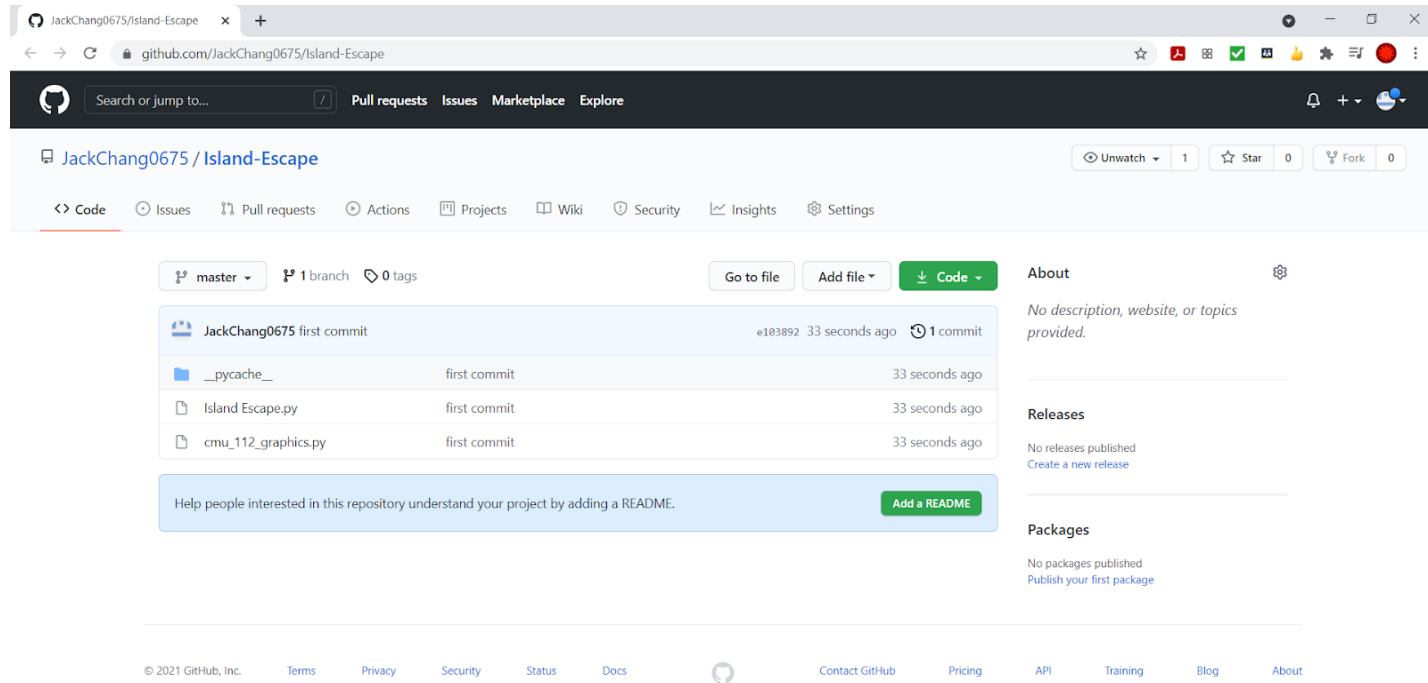 JackChang0675/Island-Escape
github.com/JackChang0675/Island-Escape
Search or jump to... / Pull requests Issues Marketplace Explore
JackChang0675 / Island-Escape Unwatch 1 Star 0 Fork 0
<> Code Issues Pull requests Actions Projects Wiki Security Insights Settings
master 1 branch 0 tags Go to file Add file Code
About
No description, website, or topics
provided.
JackChang0675 first commit e103892 33 seconds ago 1 commit
__pycache__ first commit 33 seconds ago
Island Escape.py first commit 33 seconds ago
cmu_112_graphics.py first commit 33 seconds ago
Releases
No releases published
Create a new release
Help people interested in this repository understand your project by adding a README. Add a README
Packages
No packages published
Publish your first package
© 2021 GitHub, Inc. Terms Privacy Security Status Docs Contact GitHub Pricing API Training Blog About